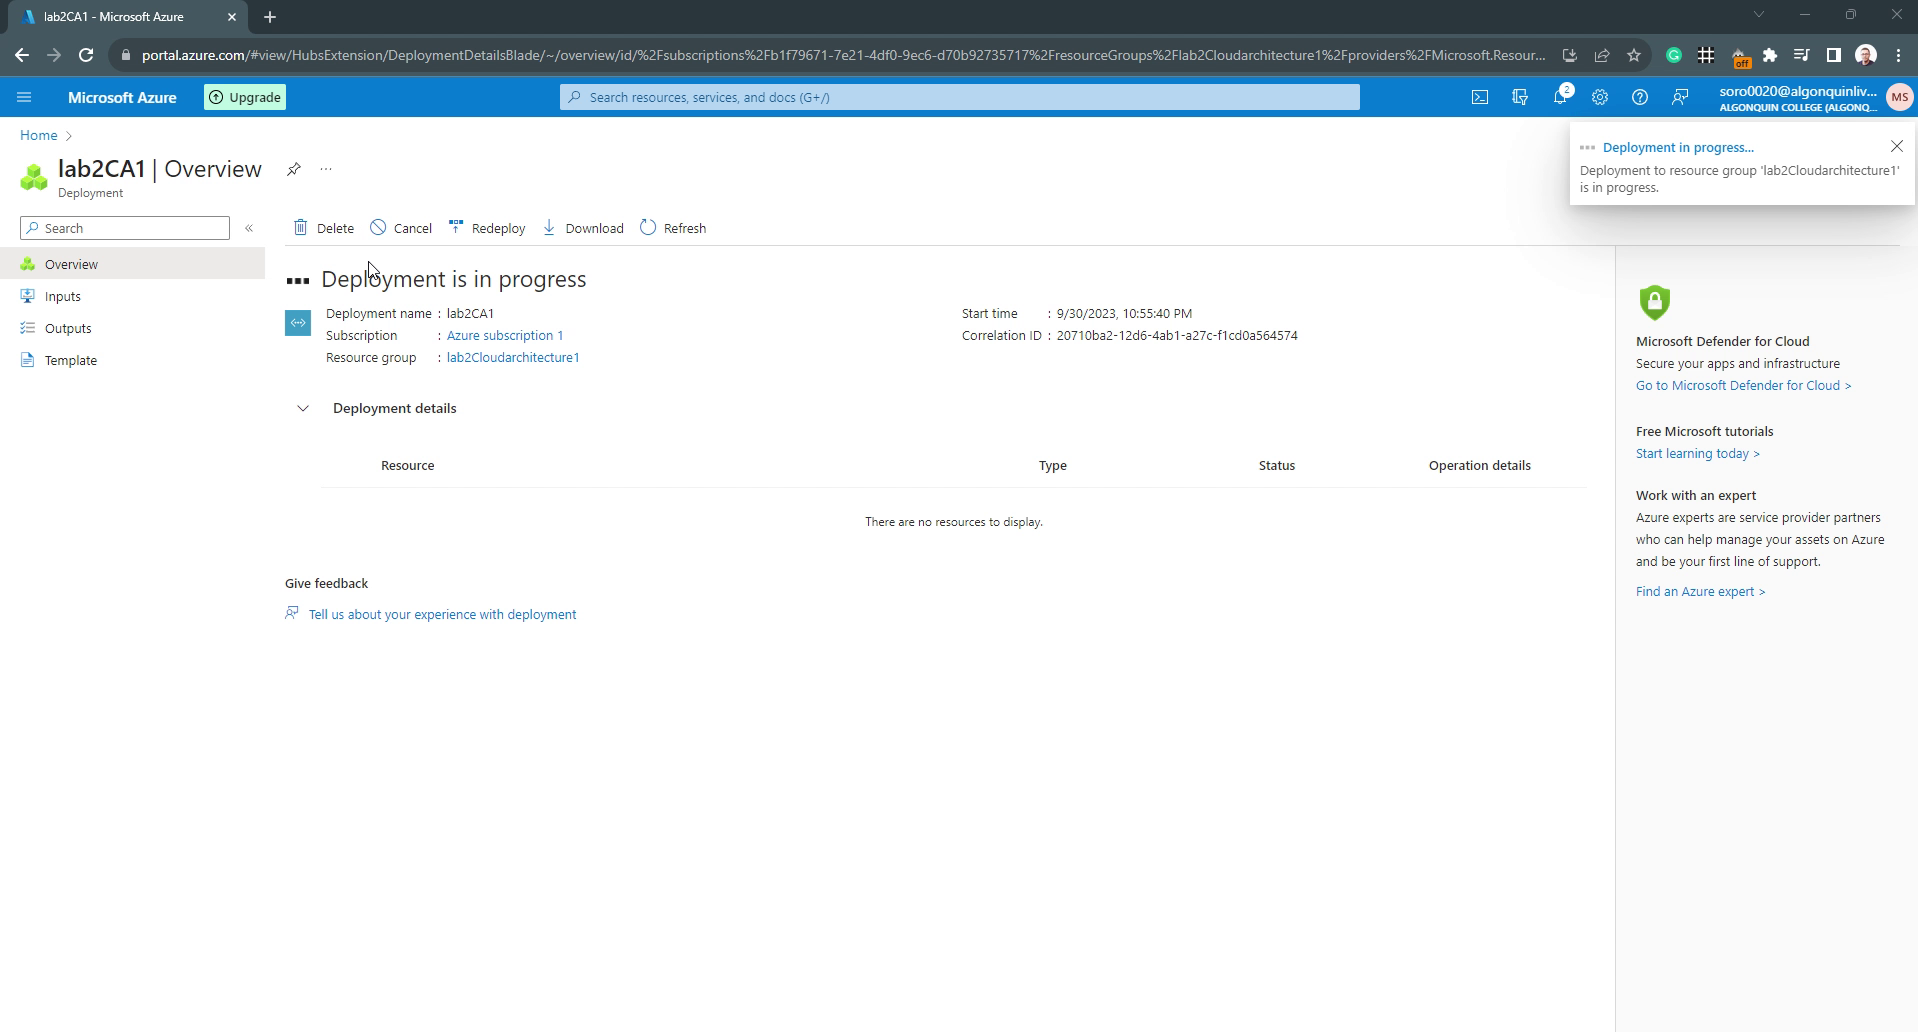 lab2CA1 - Microsoft Azure
portal.azure.com/#view/HubsExtension/DeploymentDetailsBlade/~/overview/id/%2Fsubscriptions%2Fb1f79671-7e21-4df0-9ec6-d70b92735717%2FresourceGroups%2Flab2Cloudarchitecture1%2Fproviders%2FMicrosoft.Resour...
off
Microsoft Azure
Upgrade
Search resources, services, and docs (G+/)
2
soro0020@algonquinliv...
ALGONQUIN COLLEGE (ALGONQ...
MS
Home >
Deployment in progress...
Deployment to resource group 'lab2Cloudarchitecture1'
is in progress.
lab2CA1 | Overview
...
Deployment
Search
«
Delete
Cancel
Redeploy
Download
Refresh
Overview
Inputs
Outputs
Template
Deployment is in progress
Deployment name : lab2CA1
Subscription : Azure subscription 1
Resource group : lab2Cloudarchitecture1
Start time : 9/30/2023, 10:55:40 PM
Correlation ID : 20710ba2-12d6-4ab1-a27c-f1cd0a564574
Deployment details
Resource Type Status Operation details
There are no resources to display.
Give feedback
Tell us about your experience with deployment
Microsoft Defender for Cloud
Secure your apps and infrastructure
Go to Microsoft Defender for Cloud >
Free Microsoft tutorials
Start learning today >
Work with an expert
Azure experts are service provider partners
who can help manage your assets on Azure
and be your first line of support.
Find an Azure expert >